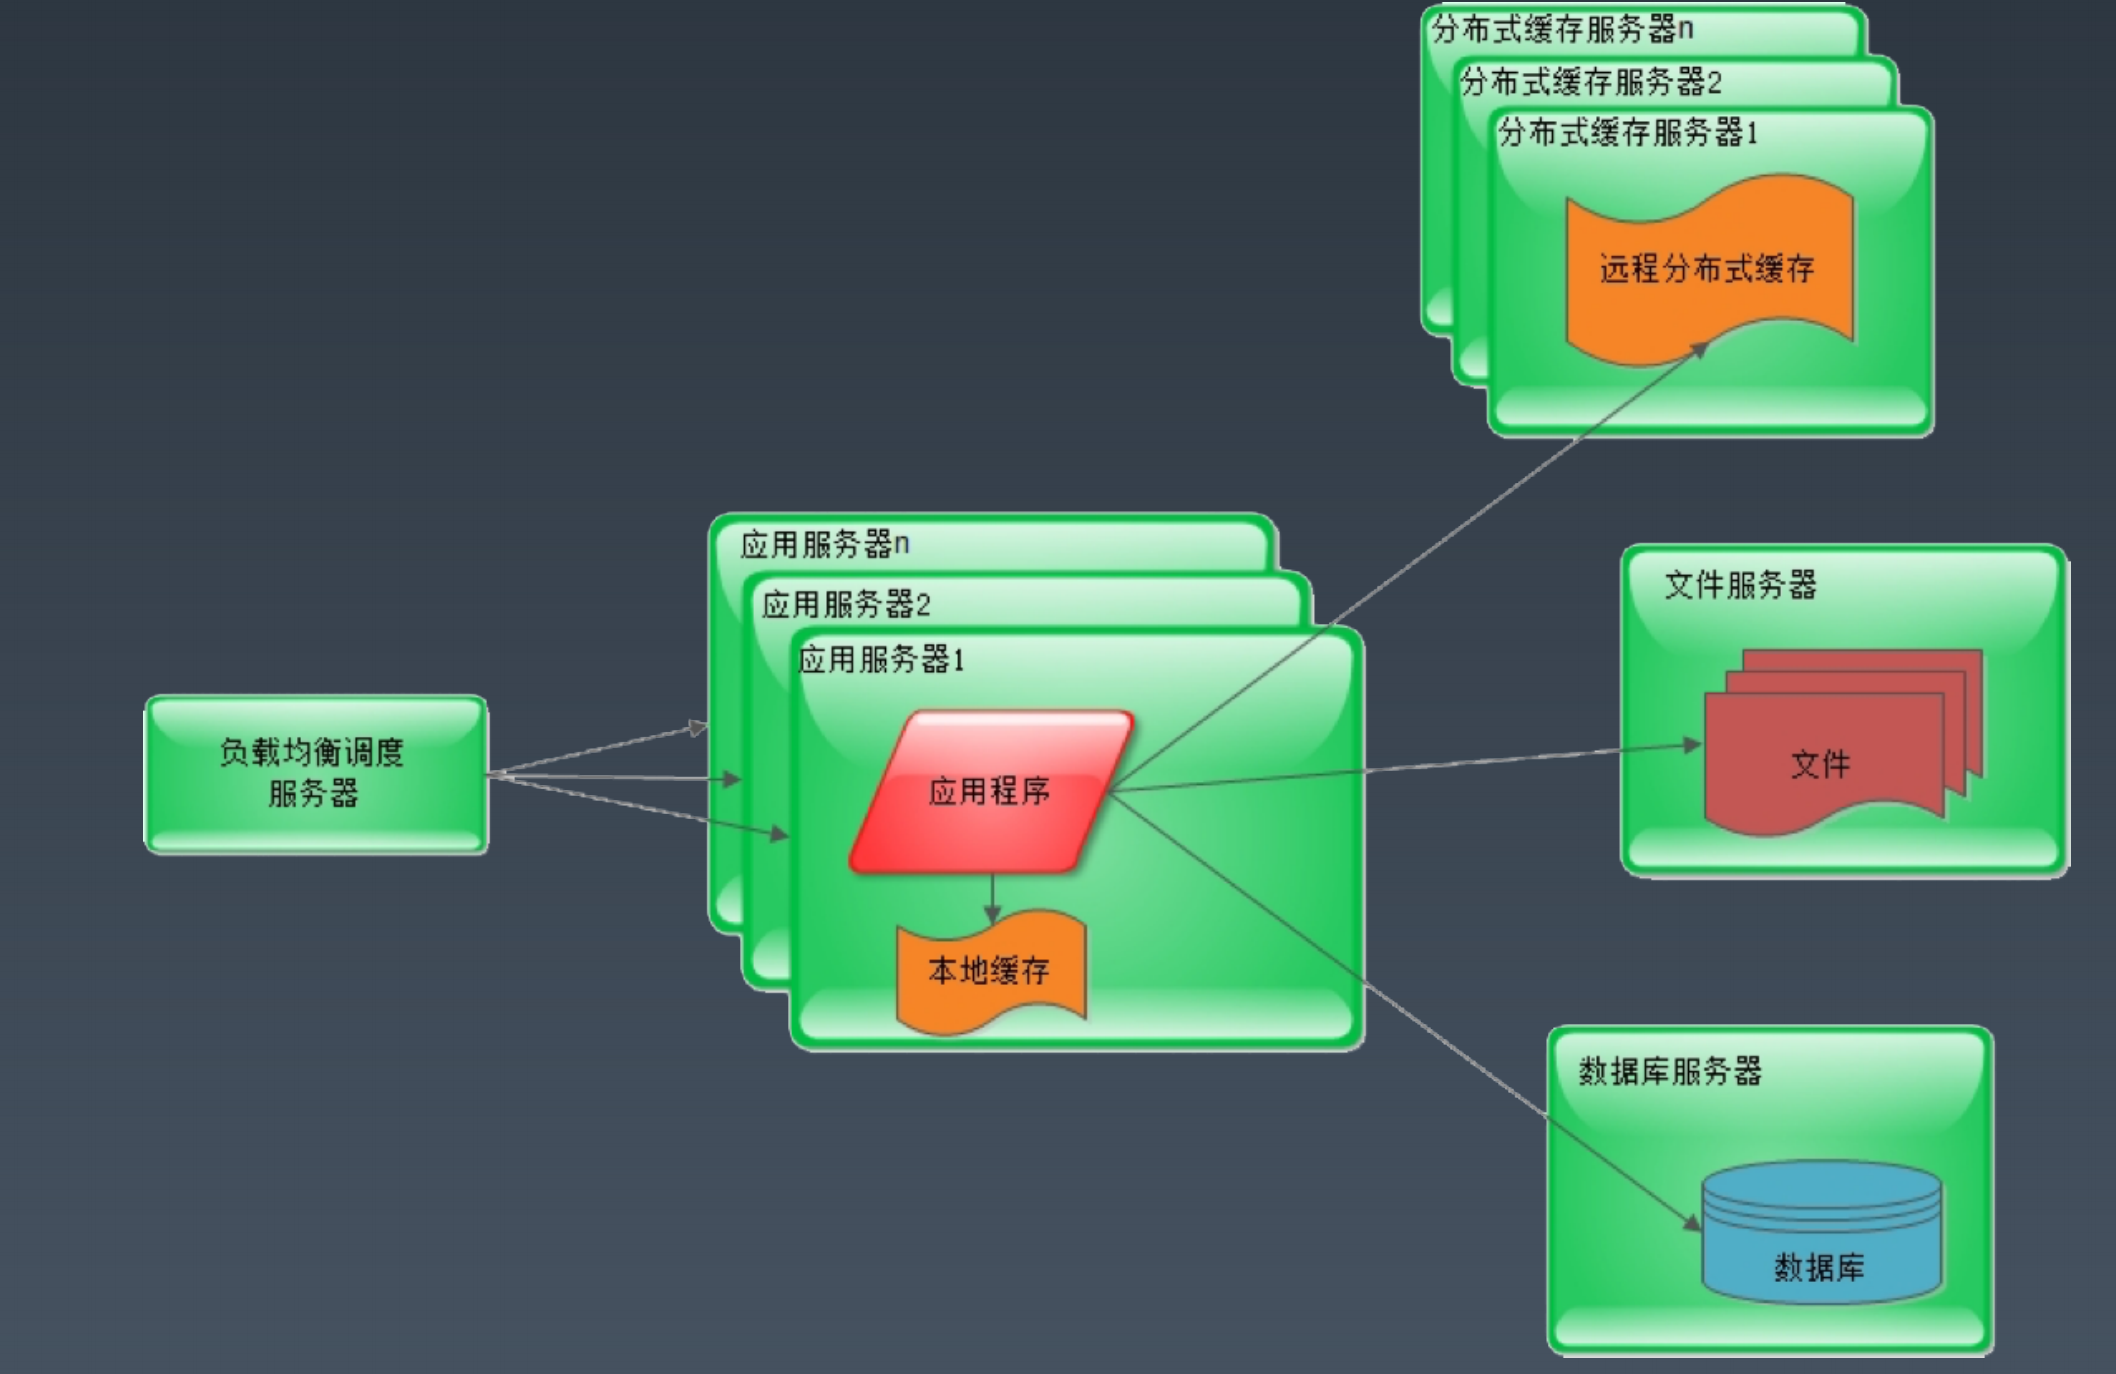 分布式缓存服务器n
分布式缓存服务器2
分布式缓存服务器1
远程分布式缓存
应用服务器n
应用服务器2
应用服务器1
文件服务器
负载均衡调度
服务器
应用程序
文件
本地缓存
数据库服务器
数据库